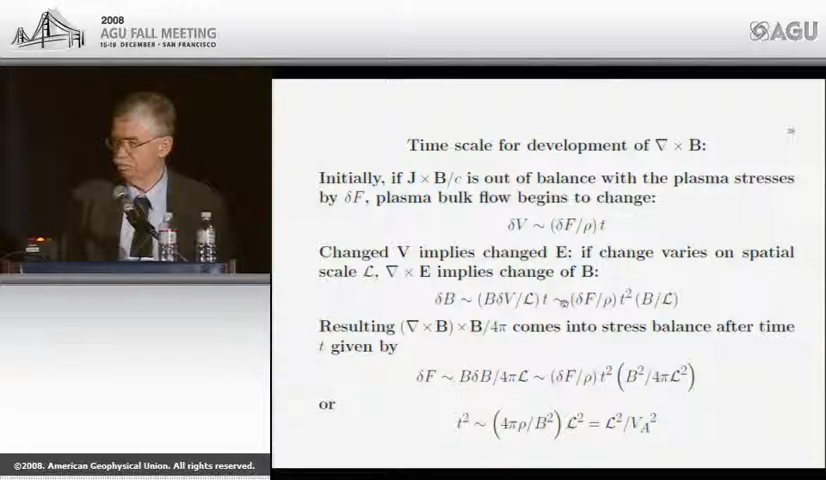 2008
AGU FALL MEETING
15-19 DECEMBER · SAN FRANCISCO
AGU
Time scale for development of ∇ × B:
Initially, if J × B/c is out of balance with the plasma stresses
by δF, plasma bulk flow begins to change:
δV ∼ (δF/ρ) t
Changed V implies changed E; if change varies on spatial
scale ℒ, ∇ × E implies change of B:
δB ∼ (BδV/ℒ) t ∼ (δF/ρ) t² (B/ℒ)
Resulting (∇ × B) × B/4π comes into stress balance after time
t given by
δF ∼ BδB/4πℒ ∼ (δF/ρ) t² (B²/4πℒ²)
or
t² ∼ (4πρ/B²) ℒ² = ℒ²/V_A²
©2008. American Geophysical Union. All rights reserved.